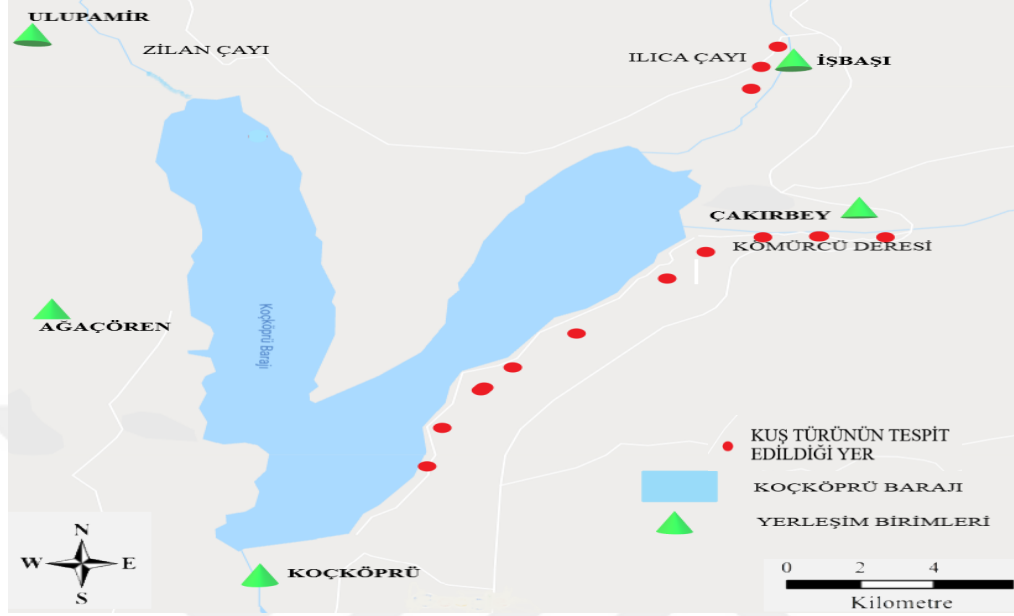 ULUPAMİR
ZİLAN ÇAYI
ILICA ÇAYI
İŞBAŞI
ÇAKIRBEY
KÖMÜRCÜ DERESİ
AĞAÇÖREN
Koçköprü Barajı
KUŞ TÜRÜNÜN TESPİT
EDİLDİĞİ YER
KOÇKÖPRÜ BARAJI
YERLEŞİM BİRİMLERİ
N
W E
S
KOÇKÖPRÜ
0 2 4
Kilometre